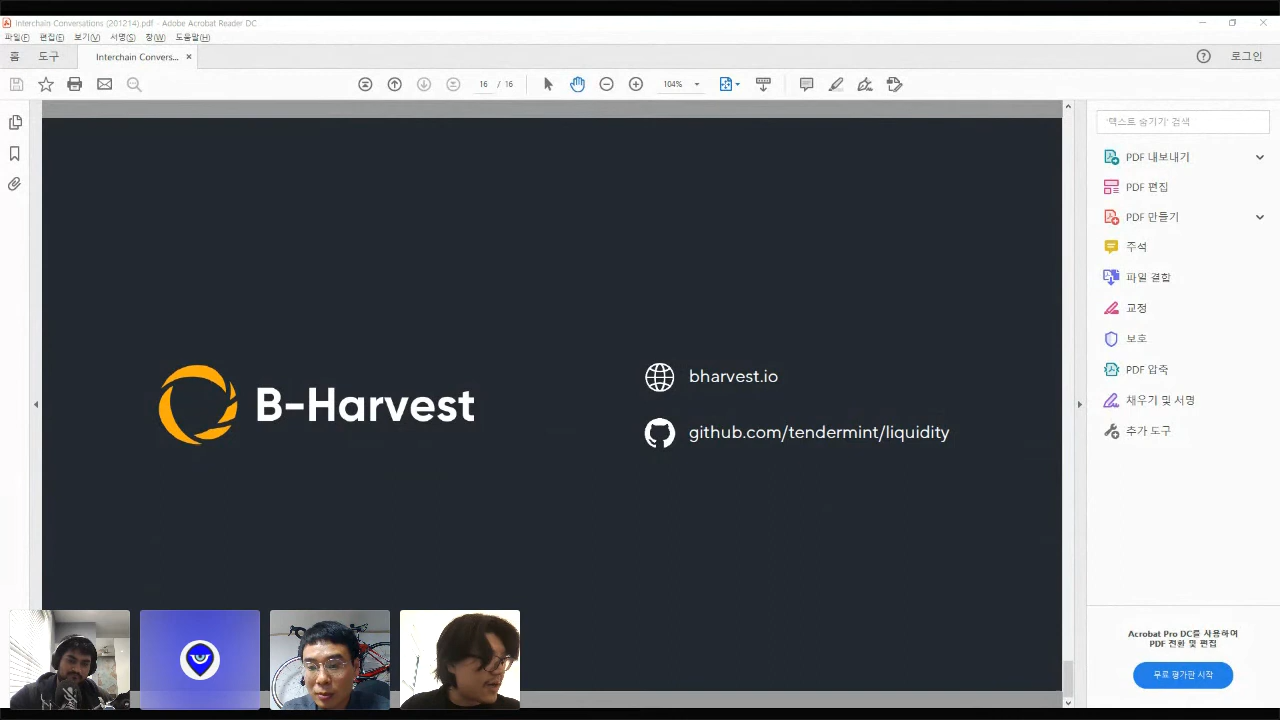 Interchain Conversations (201214).pdf - Adobe Acrobat Reader DC
파일(F) 편집(E) 보기(V) 서명(S) 창(W) 도움말(H)
홈 도구 Interchain Convers... × ? 로그인
16 / 16 104%
'텍스트 숨기기' 검색
PDF 내보내기
PDF 편집
PDF 만들기
주석
파일 결합
교정
보호
PDF 압축
채우기 및 서명
추가 도구
B-Harvest
bharvest.io
github.com/tendermint/liquidity
Acrobat Pro DC를 사용하여
PDF 전환 및 편집
무료 평가판 시작